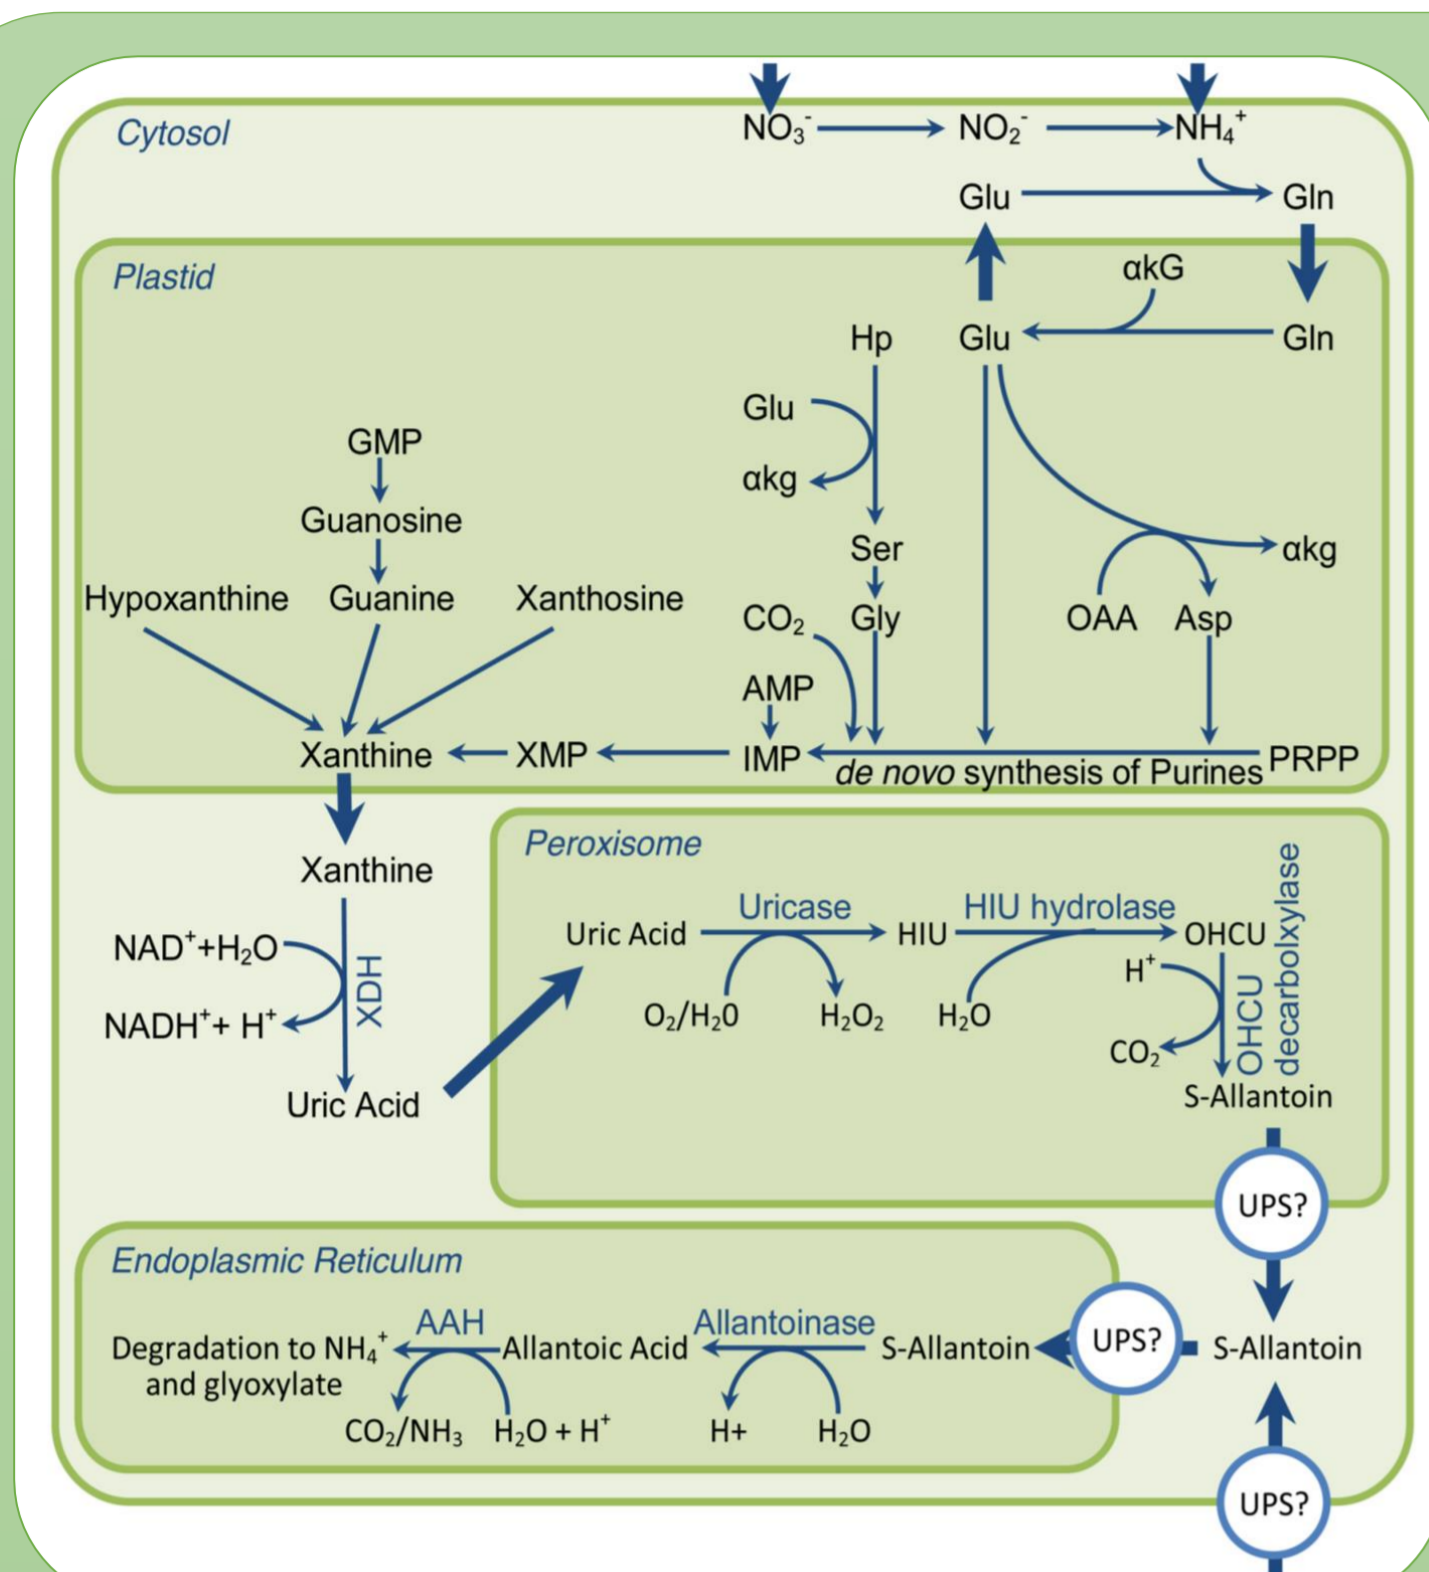 Cytosol
NO₃⁻
NO₂⁻
NH₄⁺
Glu
Gln
Plastid
αkG
Hp
Glu
Gln
Glu
GMP
αkg
Guanosine
Ser
αkg
Hypoxanthine
Guanine
Xanthosine
CO₂
Gly
OAA
Asp
AMP
Xanthine
XMP
IMP
de novo synthesis of Purines
PRPP
Peroxisome
Xanthine
Uricase
HIU hydrolase
Uric Acid
HIU
OHCU
NAD⁺+H₂O
XDH
H⁺
OHCU
decarbolxylase
O₂/H₂0
H₂O₂
H₂O
NADH⁺+ H⁺
CO₂
Uric Acid
S-Allantoin
UPS?
Endoplasmic Reticulum
AAH
Allantoinase
Degradation to NH₄⁺
and glyoxylate
Allantoic Acid
S-Allantoin
UPS?
S-Allantoin
CO₂/NH₃
H₂O + H⁺
H+
H₂O
UPS?